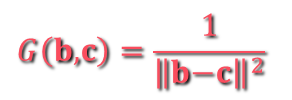 G(b,c) = 1 / ‖b−c‖²